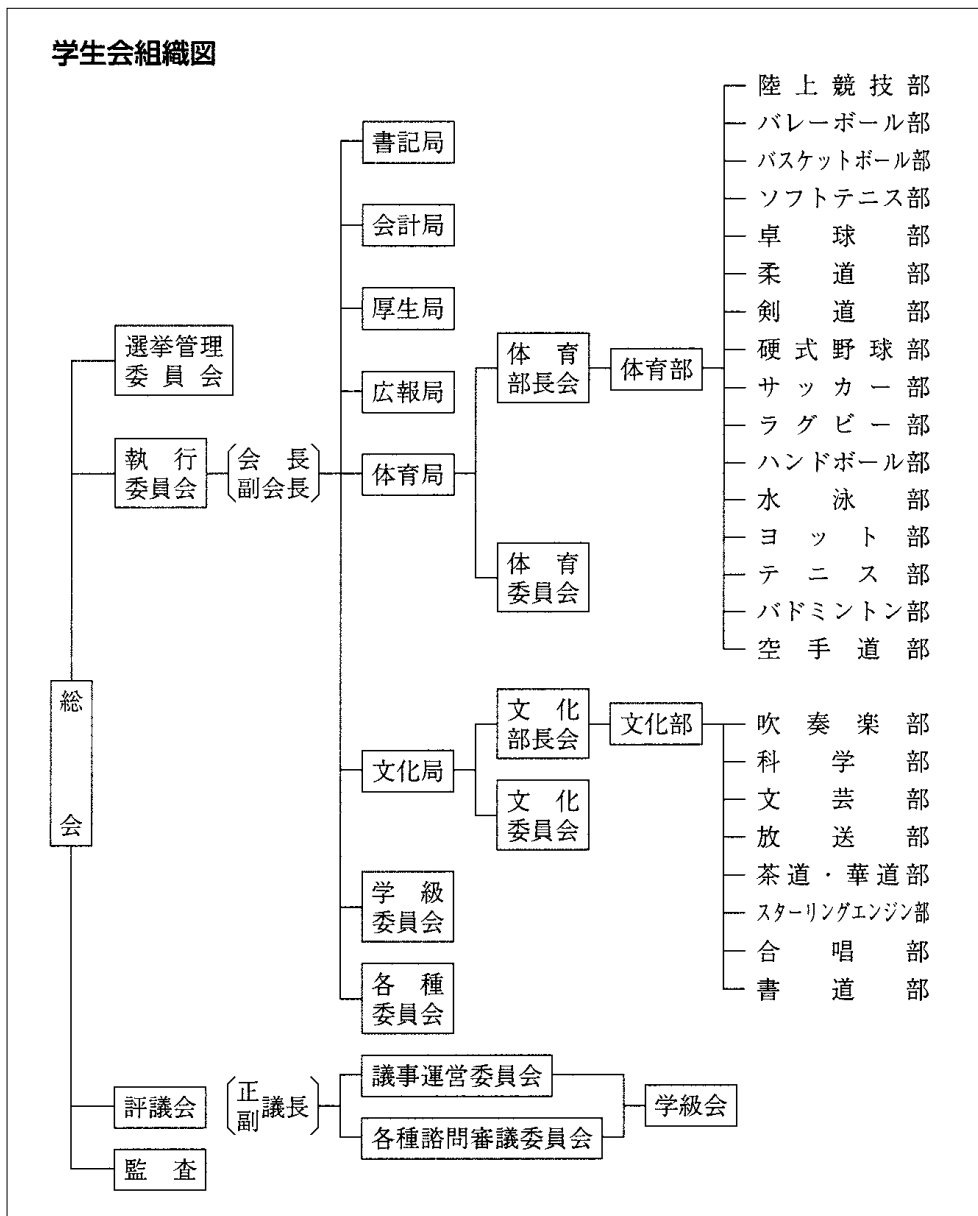 学生会組織図
総会
選挙管理
委員会
執行
委員会
会長
副会長
書記局
会計局
厚生局
広報局
体育局
体育
部長会
体育部
陸上競技部
バレーボール部
バスケットボール部
ソフトテニス部
卓球部
柔道部
剣道部
硬式野球部
サッカー部
ラグビー部
ハンドボール部
水泳部
ヨット部
テニス部
バドミントン部
空手道部
体育
委員会
文化局
文化
部長会
文化部
吹奏楽部
科学部
文芸部
放送部
茶道・華道部
スターリングエンジン部
合唱部
書道部
文化
委員会
学級
委員会
各種
委員会
評議会
正
副
議長
議事運営委員会
各種諮問審議委員会
学級会
監査